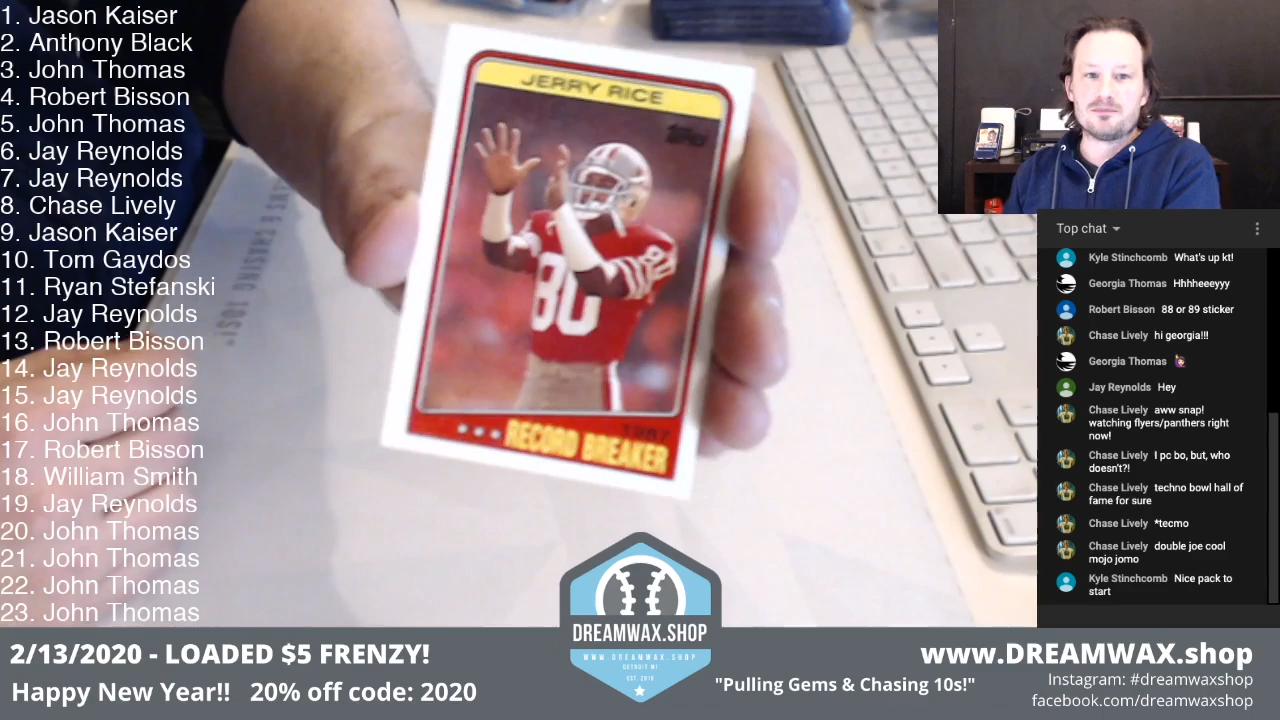 1. Jason Kaiser
2. Anthony Black
3. John Thomas
4. Robert Bisson
5. John Thomas
6. Jay Reynolds
7. Jay Reynolds
8. Chase Lively
9. Jason Kaiser
10. Tom Gaydos
11. Ryan Stefanski
12. Jay Reynolds
13. Robert Bisson
14. Jay Reynolds
15. Jay Reynolds
16. John Thomas
17. Robert Bisson
18. William Smith
19. Jay Reynolds
20. John Thomas
21. John Thomas
22. John Thomas
23. John Thomas
JERRY RICE
Topps
80
80
1987
RECORD BREAKER
Top chat
Kyle Stinchcomb What's up kt!
Georgia Thomas Hhhheeeyyy
Robert Bisson 88 or 89 sticker
Chase Lively hi georgia!!!
Georgia Thomas 🙋🏽‍♀️
Jay Reynolds Hey
Chase Lively aww snap!
watching flyers/panthers right
now!
Chase Lively I pc bo, but, who
doesn't?!
Chase Lively techno bowl hall of
fame for sure
Chase Lively *tecmo
Chase Lively double joe cool
mojo jomo
Kyle Stinchcomb Nice pack to
start
2/13/2020 - LOADED $5 FRENZY!
Happy New Year!! 20% off code: 2020
DREAMWAX.SHOP
WWW.DREAMWAX.SHOP
DETROIT MI
EST. 2019
"Pulling Gems & Chasing 10s!"
www.DREAMWAX.shop
Instagram: #dreamwaxshop
facebook.com/dreamwaxshop